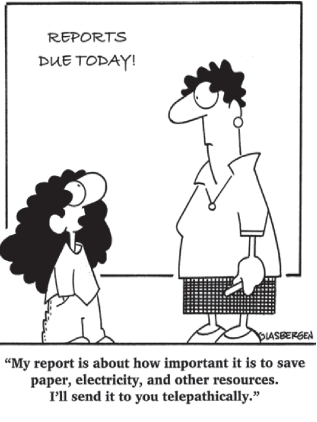 REPORTS
DUE TODAY!
GLASBERGEN
“My report is about how important it is to save
paper, electricity, and other resources.
I’ll send it to you telepathically.”